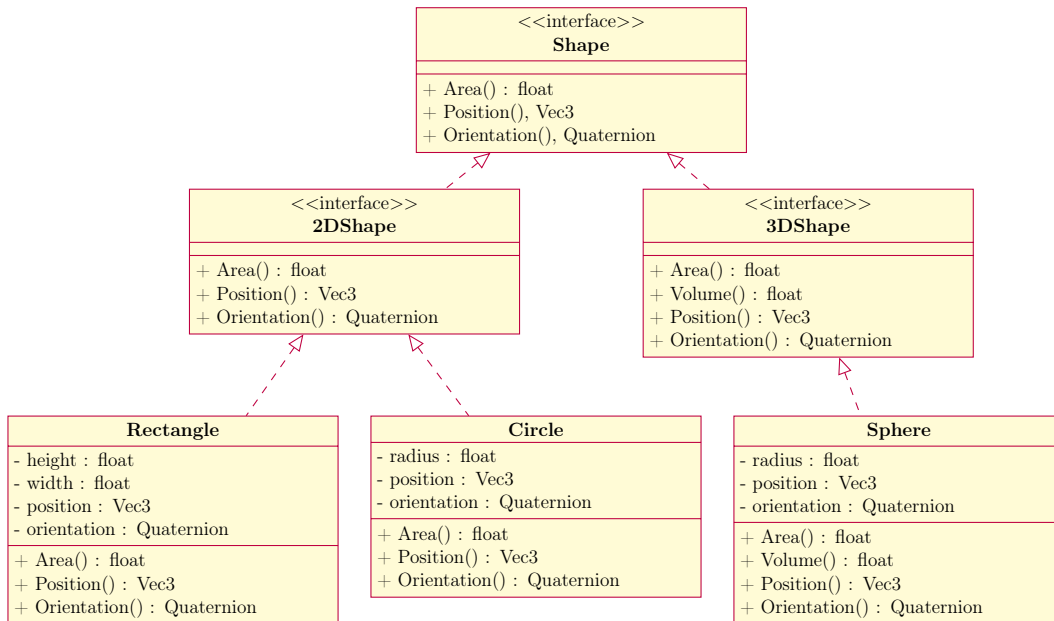 <<interface>>
Shape
+ Area() : float
+ Position(), Vec3
+ Orientation(), Quaternion
<<interface>>
2DShape
+ Area() : float
+ Position() : Vec3
+ Orientation() : Quaternion
<<interface>>
3DShape
+ Area() : float
+ Volume() : float
+ Position() : Vec3
+ Orientation() : Quaternion
Rectangle
- height : float
- width : float
- position : Vec3
- orientation : Quaternion
+ Area() : float
+ Position() : Vec3
+ Orientation() : Quaternion
Circle
- radius : float
- position : Vec3
- orientation : Quaternion
+ Area() : float
+ Position() : Vec3
+ Orientation() : Quaternion
Sphere
- radius : float
- position : Vec3
- orientation : Quaternion
+ Area() : float
+ Volume() : float
+ Position() : Vec3
+ Orientation() : Quaternion